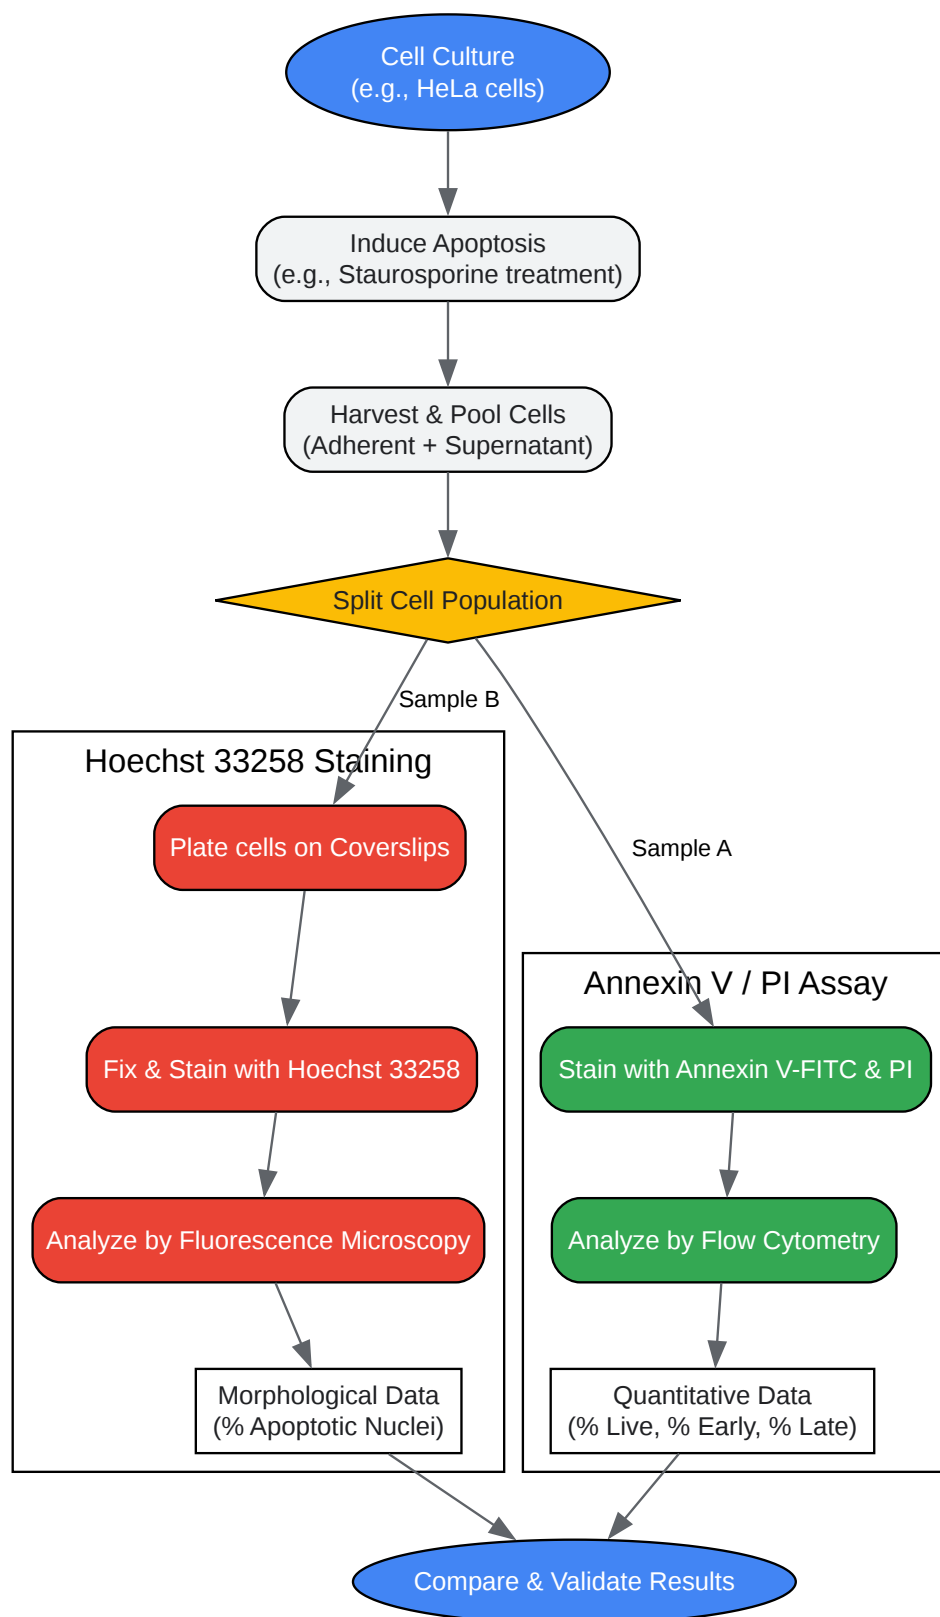 Cell Culture
(e.g., HeLa cells)
Induce Apoptosis
(e.g., Staurosporine treatment)
Harvest & Pool Cells
(Adherent + Supernatant)
Split Cell Population
Sample B
Hoechst 33258 Staining
Plate cells on Coverslips
Sample A
Annexin V / PI Assay
Fix & Stain with Hoechst 33258
Stain with Annexin V-FITC & PI
Analyze by Fluorescence Microscopy
Analyze by Flow Cytometry
Morphological Data
(% Apoptotic Nuclei)
Quantitative Data
(% Live, % Early, % Late)
Compare & Validate Results